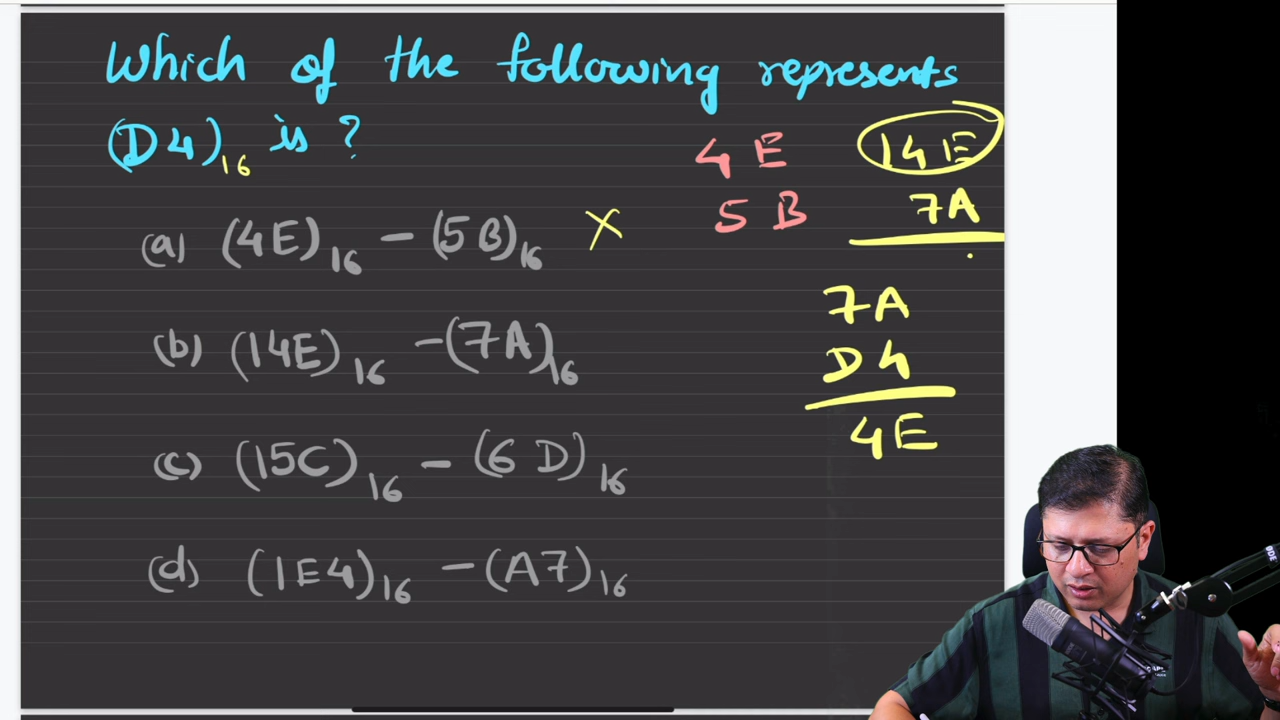 Which of the following represents
(D4)16 is ?
4 E
5 B
14E
7A
(a) (4E)16 - (5B)16 ×
7A
D4
4E
(b) (14E)16 - (7A)16
(c) (15C)16 - (6D)16
(d) (1E4)16 - (A7)16